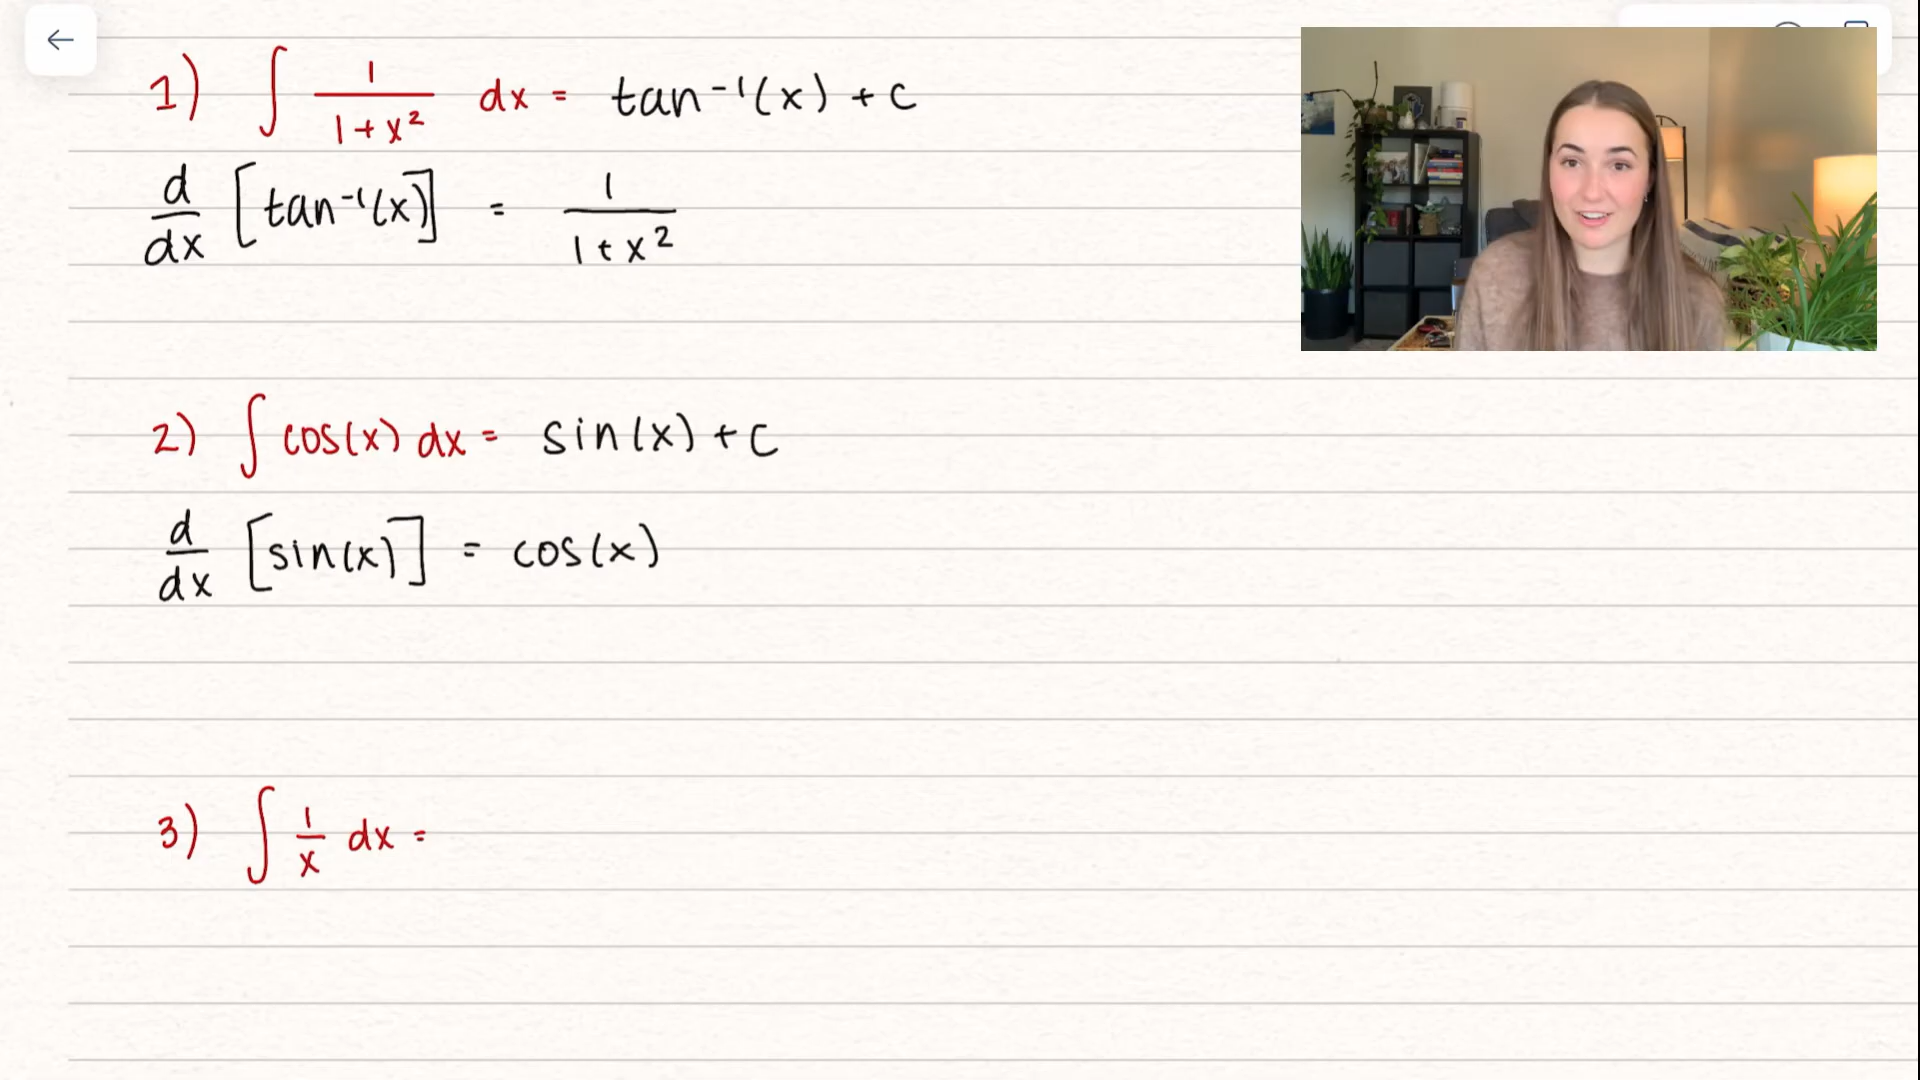 1) ∫ 1/(1+x²) dx = tan⁻¹(x) + c
d/dx [tan⁻¹(x)] = 1/(1+x²)
2) ∫ cos(x) dx = sin(x) + c
d/dx [sin(x)] = cos(x)
3) ∫ 1/x dx =